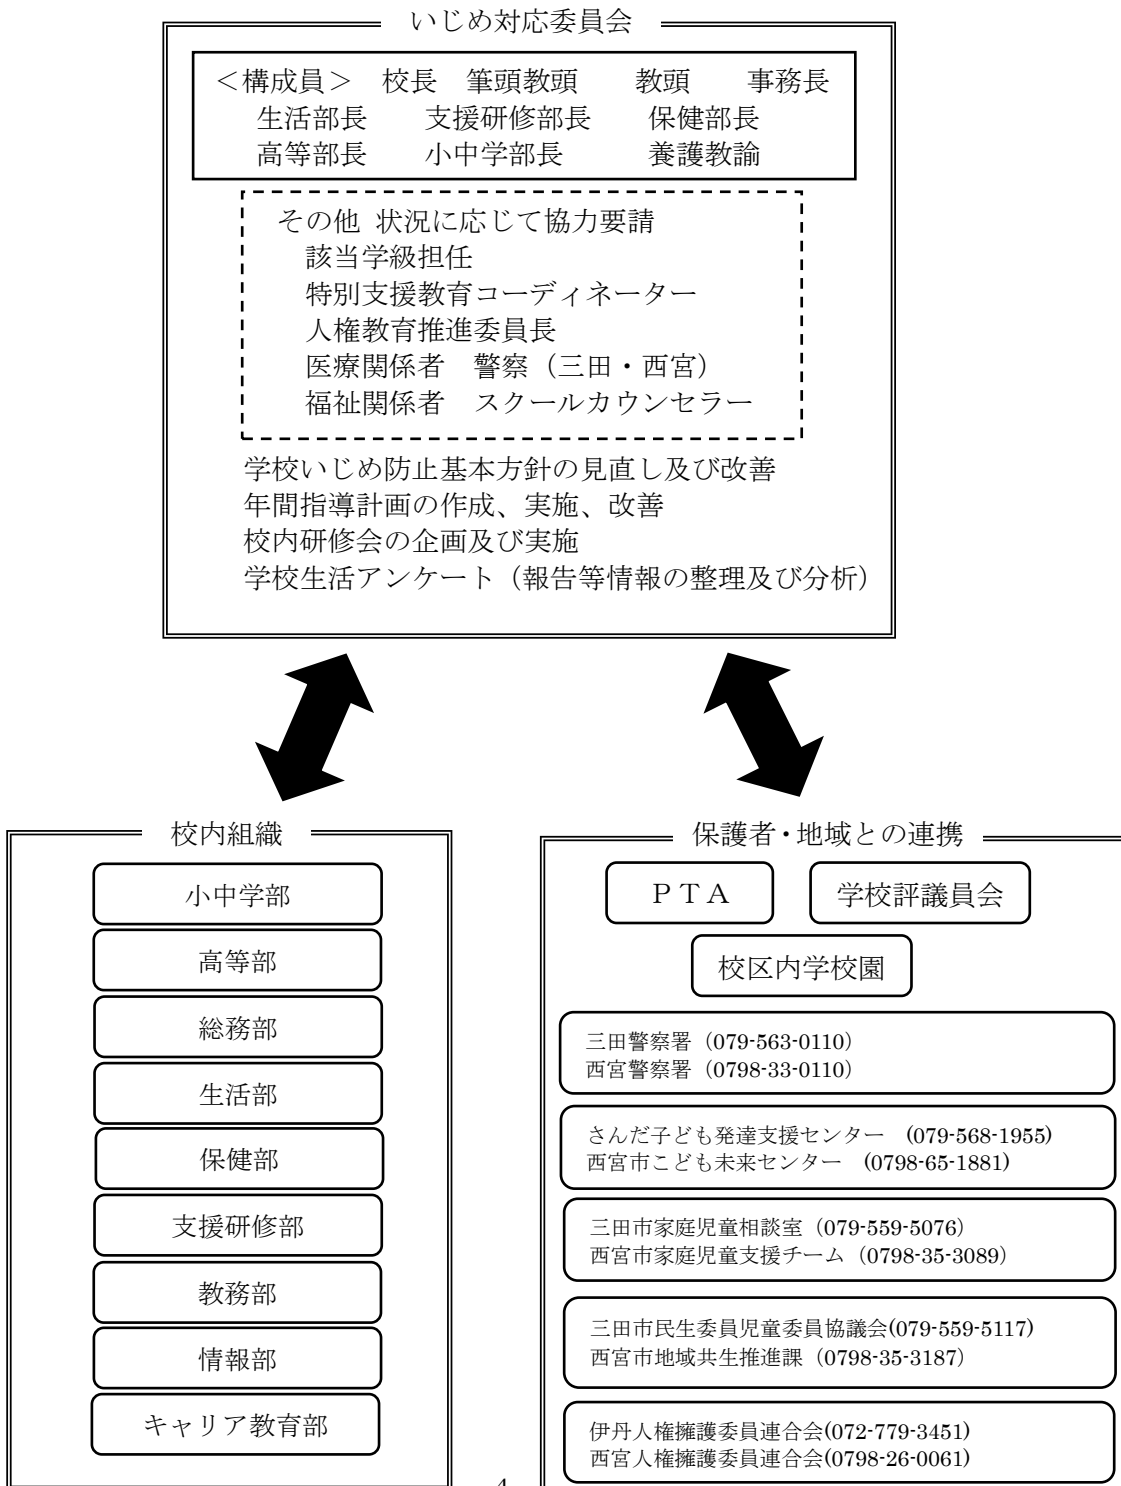 いじめ対応委員会
＜構成員＞　校長　筆頭教頭　　教頭　　事務長
生活部長　　支援研修部長　　保健部長
高等部長　　小中学部長　　　養護教諭
その他 状況に応じて協力要請
該当学級担任
特別支援教育コーディネーター
人権教育推進委員長
医療関係者　警察（三田・西宮）
福祉関係者　スクールカウンセラー
学校いじめ防止基本方針の見直し及び改善
年間指導計画の作成、実施、改善
校内研修会の企画及び実施
学校生活アンケート（報告等情報の整理及び分析）
校内組織
小中学部
高等部
総務部
生活部
保健部
支援研修部
教務部
情報部
キャリア教育部
保護者・地域との連携
ＰＴＡ
学校評議員会
校区内学校園
三田警察署（079-563-0110）
西宮警察署（0798-33-0110）
さんだ子ども発達支援センター　(079-568-1955)
西宮市こども未来センター　(0798-65-1881)
三田市家庭児童相談室（079-559-5076）
西宮市家庭児童支援チーム（0798-35-3089）
三田市民生委員児童委員協議会(079-559-5117)
西宮市地域共生推進課（0798-35-3187）
伊丹人権擁護委員連合会(072-779-3451)
西宮人権擁護委員連合会(0798-26-0061)